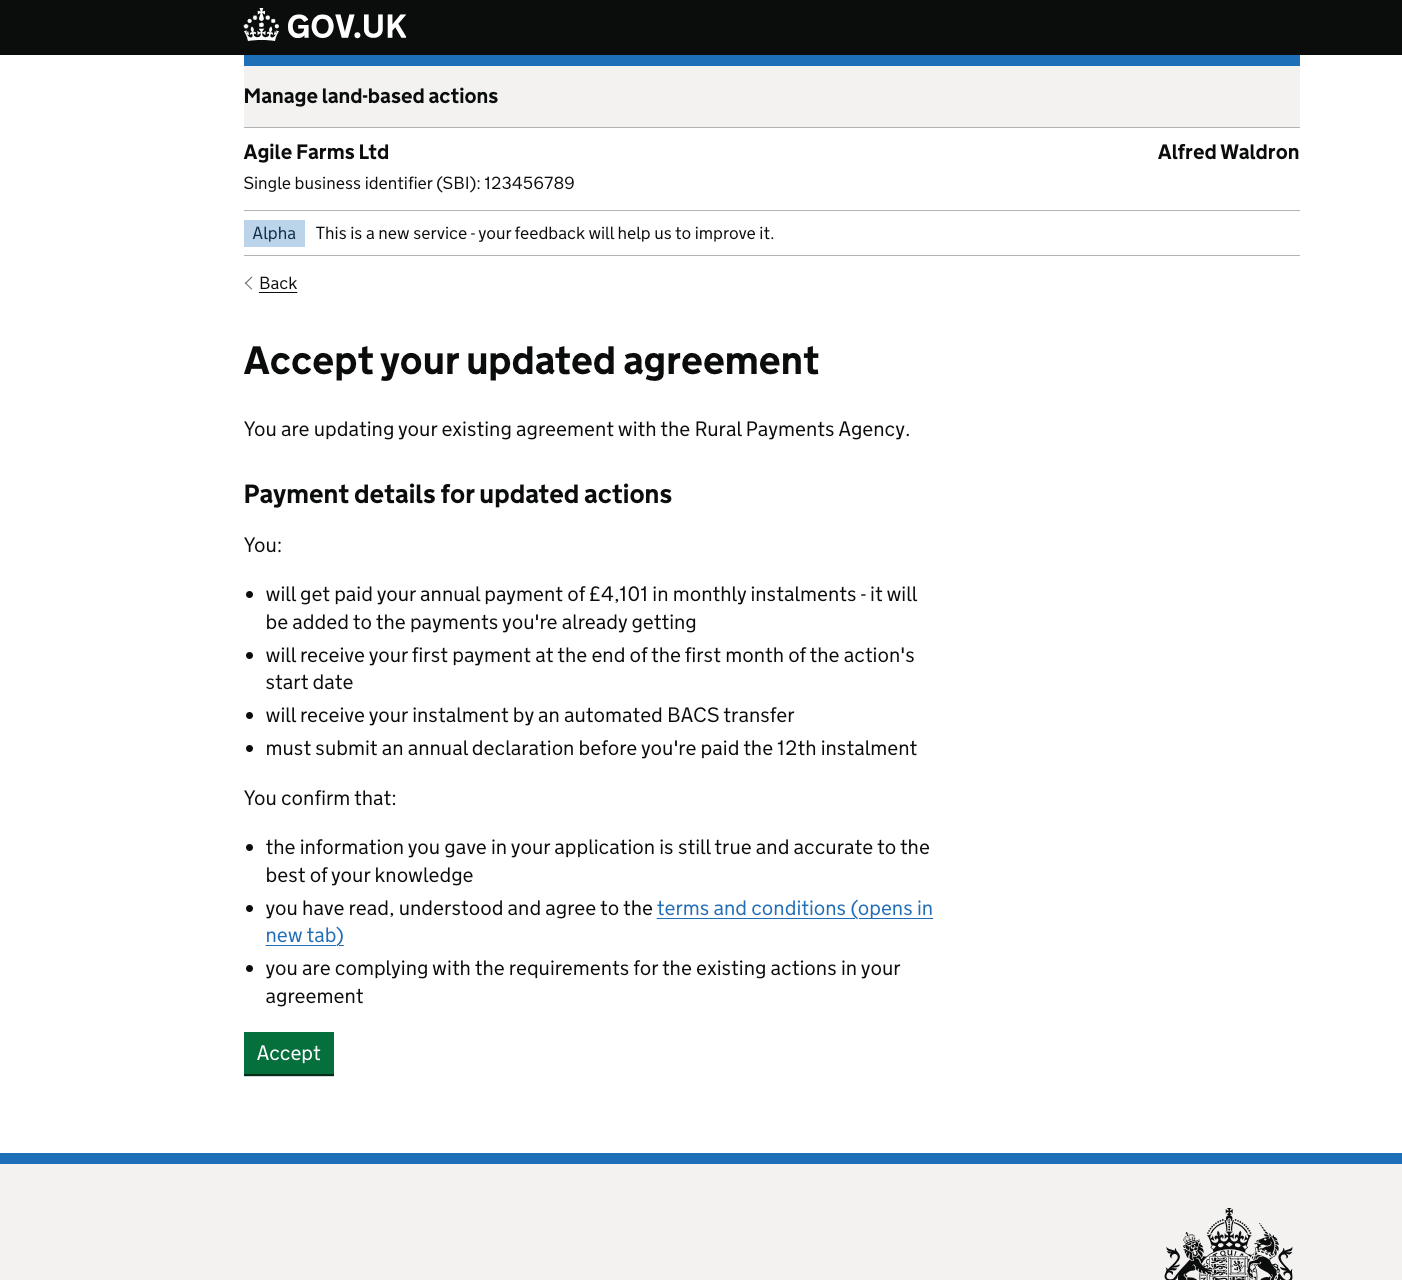 GOV.UK
Manage land-based actions
Agile Farms Ltd
Alfred Waldron
Single business identifier (SBI): 123456789
Alpha
This is a new service - your feedback will help us to improve it.
Back
Accept your updated agreement
You are updating your existing agreement with the Rural Payments Agency.
Payment details for updated actions
You:
will get paid your annual payment of £4,101 in monthly instalments - it will
be added to the payments you're already getting
will receive your first payment at the end of the first month of the action's
start date
will receive your instalment by an automated BACS transfer
must submit an annual declaration before you're paid the 12th instalment
You confirm that:
the information you gave in your application is still true and accurate to the
best of your knowledge
you have read, understood and agree to the terms and conditions (opens in
new tab)
you are complying with the requirements for the existing actions in your
agreement
Accept